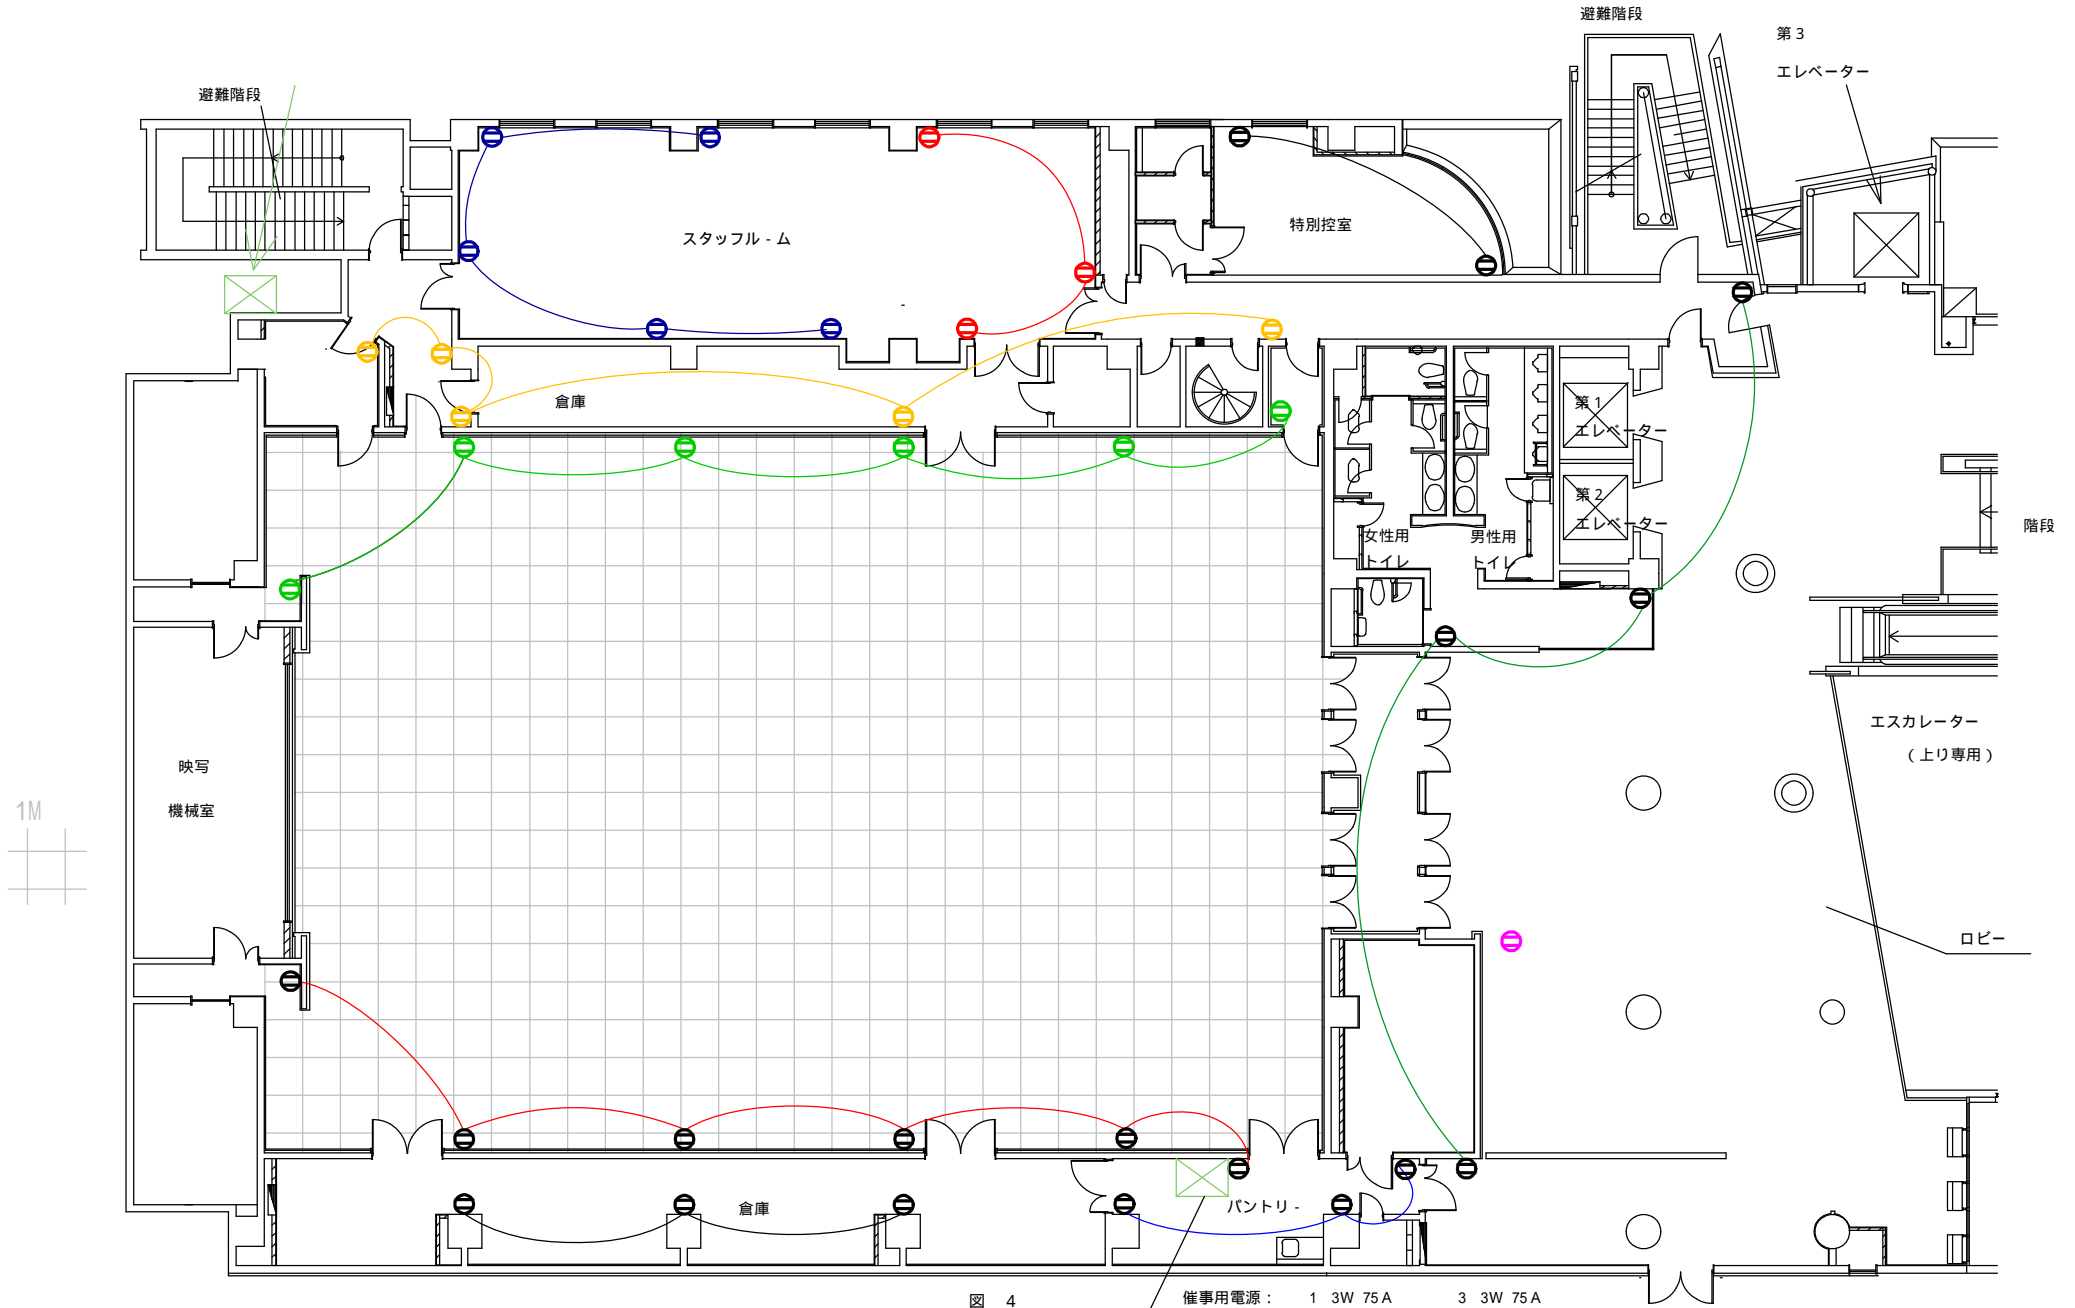 避難階段
第3
エレベーター
避難階段
スタッフル - ム
特別控室
-
倉庫
第1
エレベーター
第2
エレベーター
女性用
トイレ
男性用
トイレ
階段
エスカレーター
(上り専用)
映写
機械室
1M
ロビー
倉庫
パントリ -
図 4
催事用電源: 1 3W 75A 3 3W 75A